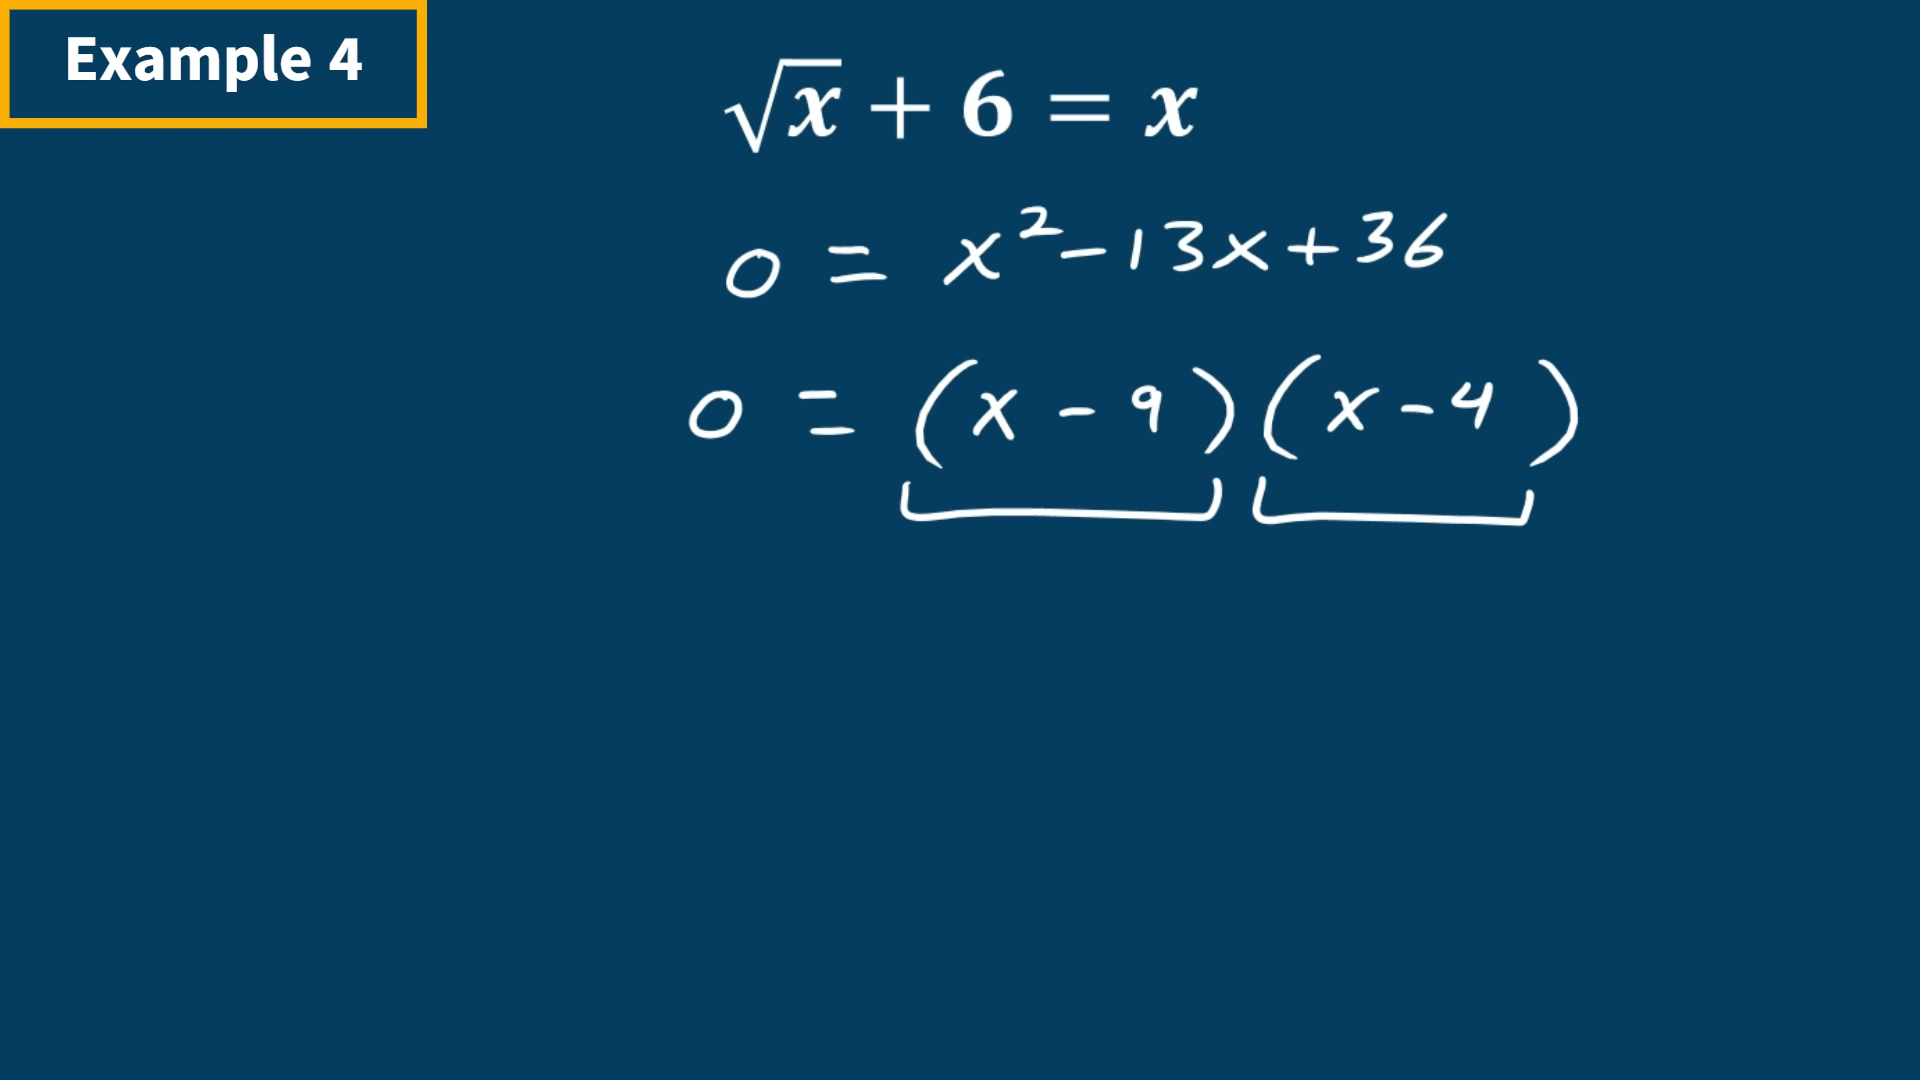 Example 4
√x + 6 = x
0 = x² - 13x + 36
0 = (x - 9)(x - 4)